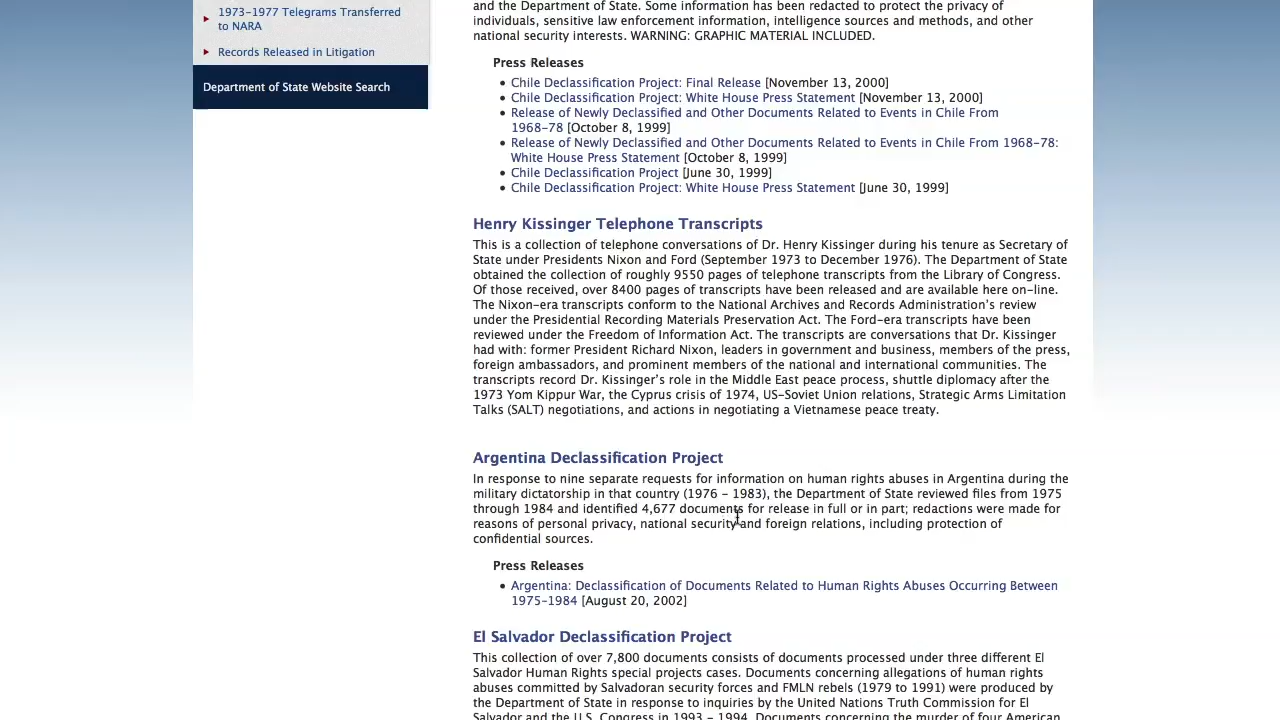 1973-1977 Telegrams Transferred
to NARA
Records Released in Litigation
Department of State Website Search
and the Department of State. Some information has been redacted to protect the privacy of
individuals, sensitive law enforcement information, intelligence sources and methods, and other
national security interests. WARNING: GRAPHIC MATERIAL INCLUDED.
Press Releases
• Chile Declassification Project: Final Release [November 13, 2000]
• Chile Declassification Project: White House Press Statement [November 13, 2000]
• Release of Newly Declassified and Other Documents Related to Events in Chile From
1968-78 [October 8, 1999]
• Release of Newly Declassified and Other Documents Related to Events in Chile From 1968-78:
White House Press Statement [October 8, 1999]
• Chile Declassification Project [June 30, 1999]
• Chile Declassification Project: White House Press Statement [June 30, 1999]
Henry Kissinger Telephone Transcripts
This is a collection of telephone conversations of Dr. Henry Kissinger during his tenure as Secretary of
State under Presidents Nixon and Ford (September 1973 to December 1976). The Department of State
obtained the collection of roughly 9550 pages of telephone transcripts from the Library of Congress.
Of those received, over 8400 pages of transcripts have been released and are available here on-line.
The Nixon-era transcripts conform to the National Archives and Records Administration's review
under the Presidential Recording Materials Preservation Act. The Ford-era transcripts have been
reviewed under the Freedom of Information Act. The transcripts are conversations that Dr. Kissinger
had with: former President Richard Nixon, leaders in government and business, members of the press,
foreign ambassadors, and prominent members of the national and international communities. The
transcripts record Dr. Kissinger's role in the Middle East peace process, shuttle diplomacy after the
1973 Yom Kippur War, the Cyprus crisis of 1974, US-Soviet Union relations, Strategic Arms Limitation
Talks (SALT) negotiations, and actions in negotiating a Vietnamese peace treaty.
Argentina Declassification Project
In response to nine separate requests for information on human rights abuses in Argentina during the
military dictatorship in that country (1976 - 1983), the Department of State reviewed files from 1975
through 1984 and identified 4,677 documents for release in full or in part; redactions were made for
reasons of personal privacy, national security and foreign relations, including protection of
confidential sources.
Press Releases
• Argentina: Declassification of Documents Related to Human Rights Abuses Occurring Between
1975-1984 [August 20, 2002]
El Salvador Declassification Project
This collection of over 7,800 documents consists of documents processed under three different El
Salvador Human Rights special projects cases. Documents concerning allegations of human rights
abuses committed by Salvadoran security forces and FMLN rebels (1979 to 1991) were produced by
the Department of State in response to inquiries by the United Nations Truth Commission for El
Salvador and the U.S. Congress in 1993 - 1994. Documents concerning the murder of four American